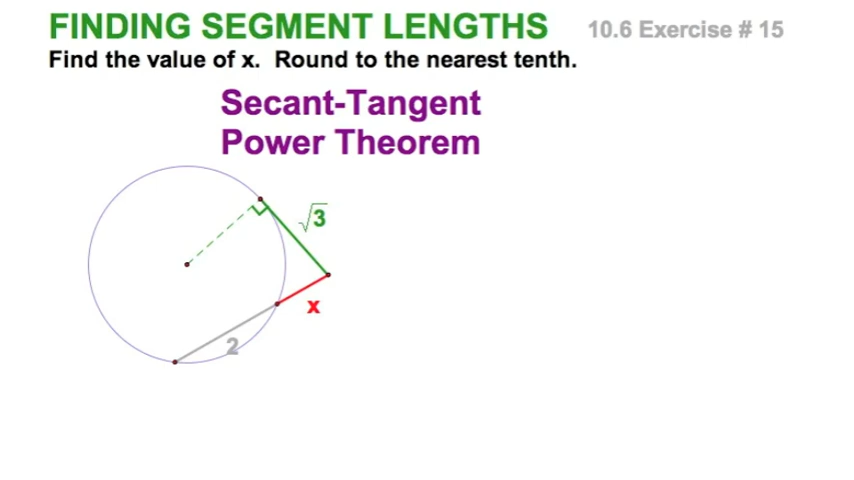 FINDING SEGMENT LENGTHS 10.6 Exercise # 15
Find the value of x. Round to the nearest tenth.
Secant-Tangent
Power Theorem
√3
x
2